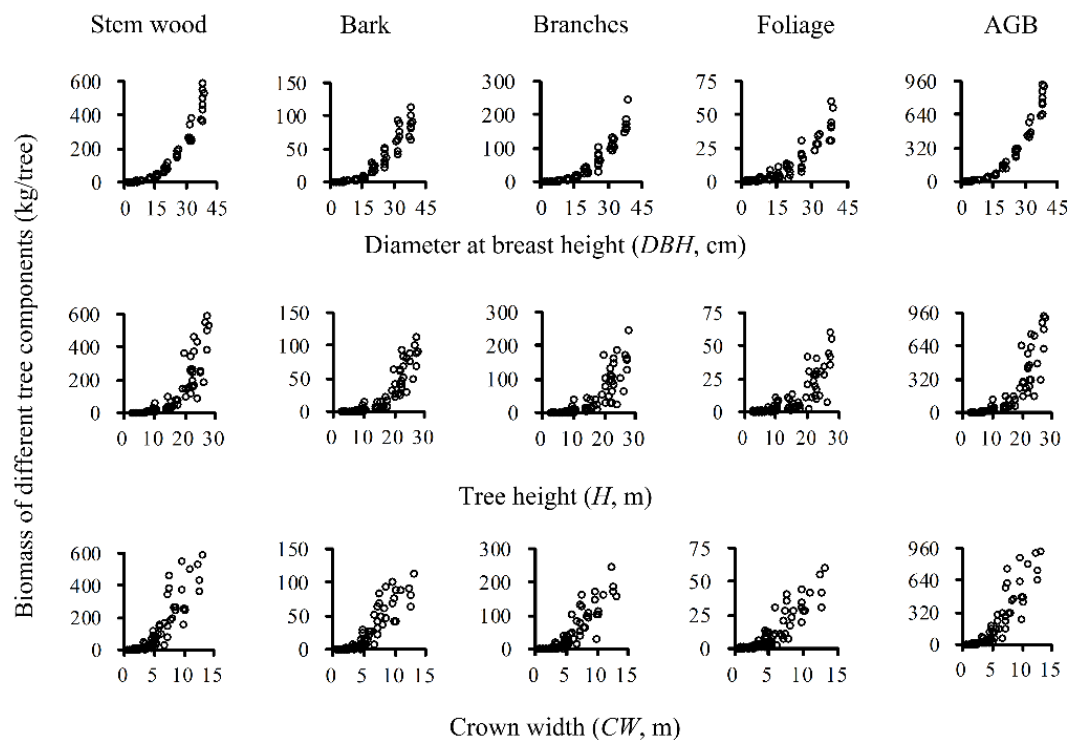 Stem wood Bark Branches Foliage AGB
600 150 300 75 960
400 100 200 50 640
200 50 100 25 320
0 0 0 0 0
0 15 30 45 0 15 30 45 0 15 30 45 0 15 30 45 0 15 30 45
Diameter at breast height (DBH, cm)
Biomass of different tree components (kg/tree)
600 150 300 75 960
400 100 200 50 640
200 50 100 25 320
0 0 0 0 0
0 10 20 30 0 10 20 30 0 10 20 30 0 10 20 30 0 10 20 30
Tree height (H, m)
600 150 300 75 960
400 100 200 50 640
200 50 100 25 320
0 0 0 0 0
0 5 10 15 0 5 10 15 0 5 10 15 0 5 10 15 0 5 10 15
Crown width (CW, m)